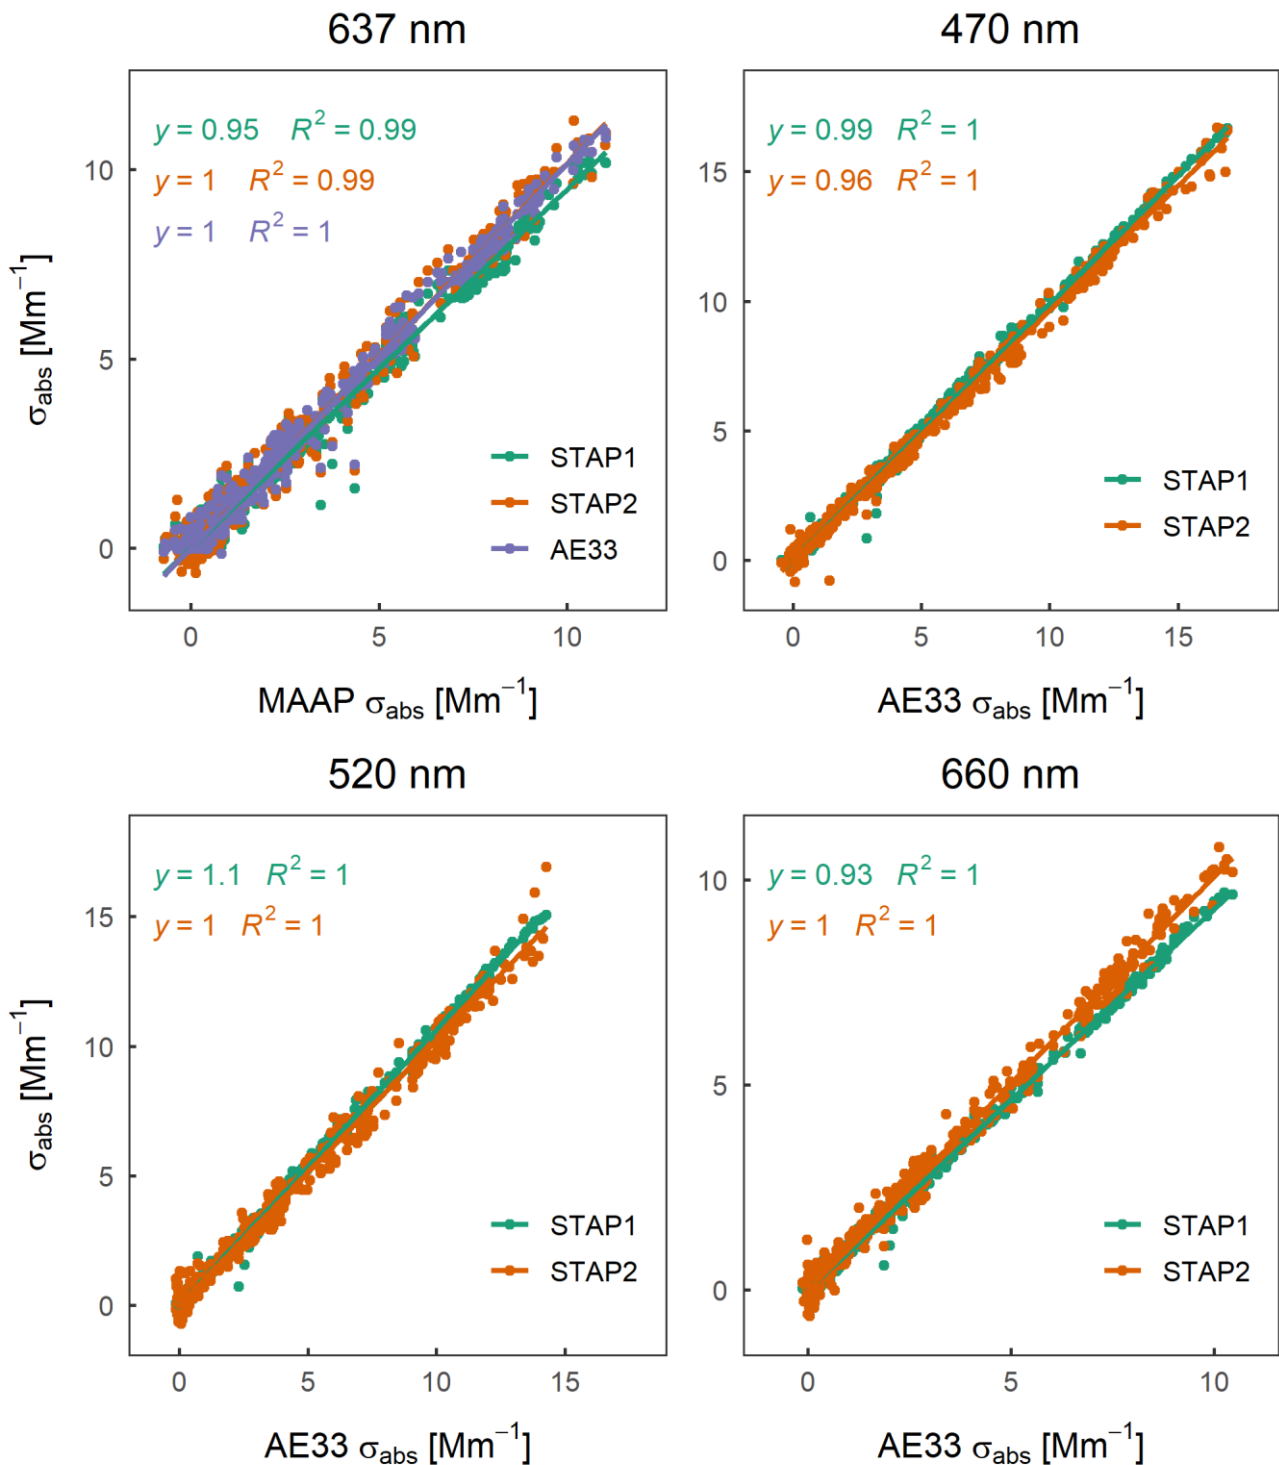 637 nm
y = 0.95 R² = 0.99
y = 1 R² = 0.99
y = 1 R² = 1
10
5
0
0 5 10
σabs [Mm⁻¹]
MAAP σabs [Mm⁻¹]
STAP1
STAP2
AE33
470 nm
y = 0.99 R² = 1
y = 0.96 R² = 1
15
10
5
0
0 5 10 15
AE33 σabs [Mm⁻¹]
STAP1
STAP2
520 nm
y = 1.1 R² = 1
y = 1 R² = 1
15
10
5
0
0 5 10 15
σabs [Mm⁻¹]
AE33 σabs [Mm⁻¹]
STAP1
STAP2
660 nm
y = 0.93 R² = 1
y = 1 R² = 1
10
5
0
0 5 10
AE33 σabs [Mm⁻¹]
STAP1
STAP2